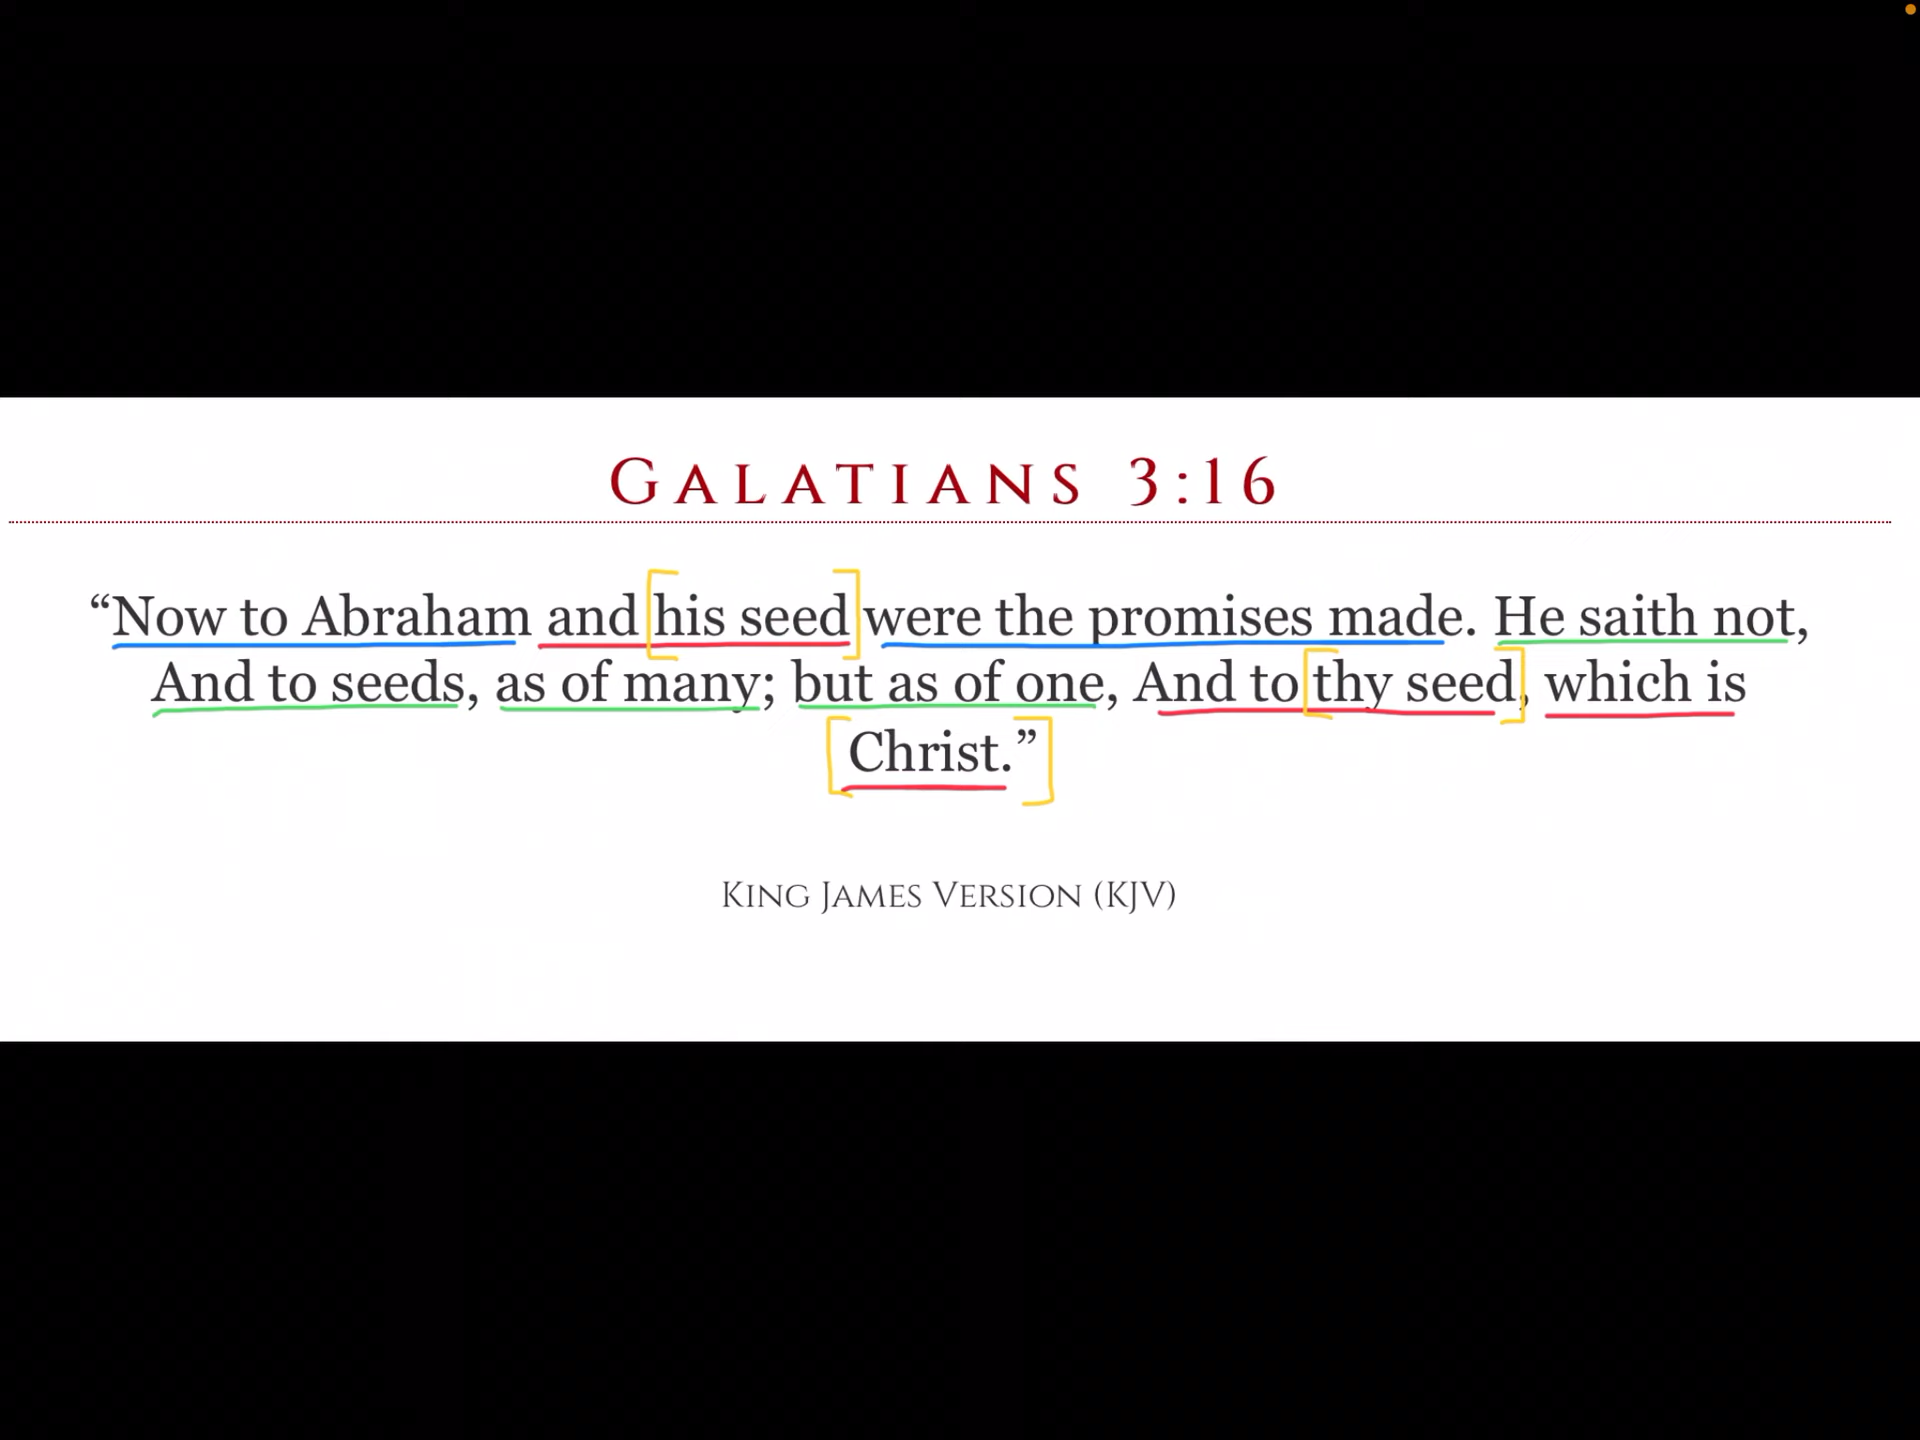 GALATIANS 3:16
“Now to Abraham and his seed were the promises made. He saith not,
And to seeds, as of many; but as of one, And to thy seed, which is
Christ.”
KING JAMES VERSION (KJV)